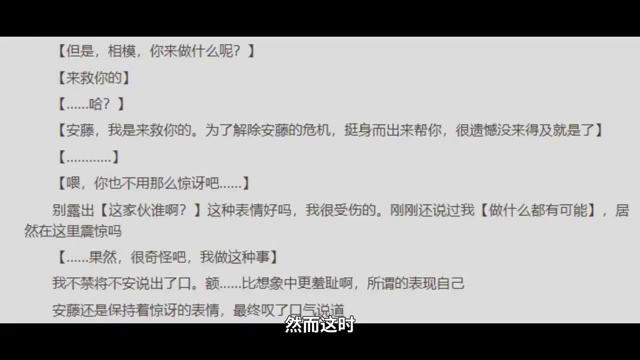 【但是，相模，你来做什么呢？】
【来救你的】
【……哈？】
【安藤，我是来救你的。为了解除安藤的危机，挺身而出来帮你，很遗憾没来得及就是了】
【…………】
【喂，你也不用那么惊讶吧……】
别露出【这家伙谁啊？】这种表情好吗，我很受伤的。刚刚还说过我【做什么都有可能】，居
然在这里震惊吗
【……果然，很奇怪吧，我做这种事】
我不禁将不安说出了口。额……比想象中更羞耻啊，所谓的表现自己
安藤还是保持着惊讶的表情，最终叹了口气说道
然而这时